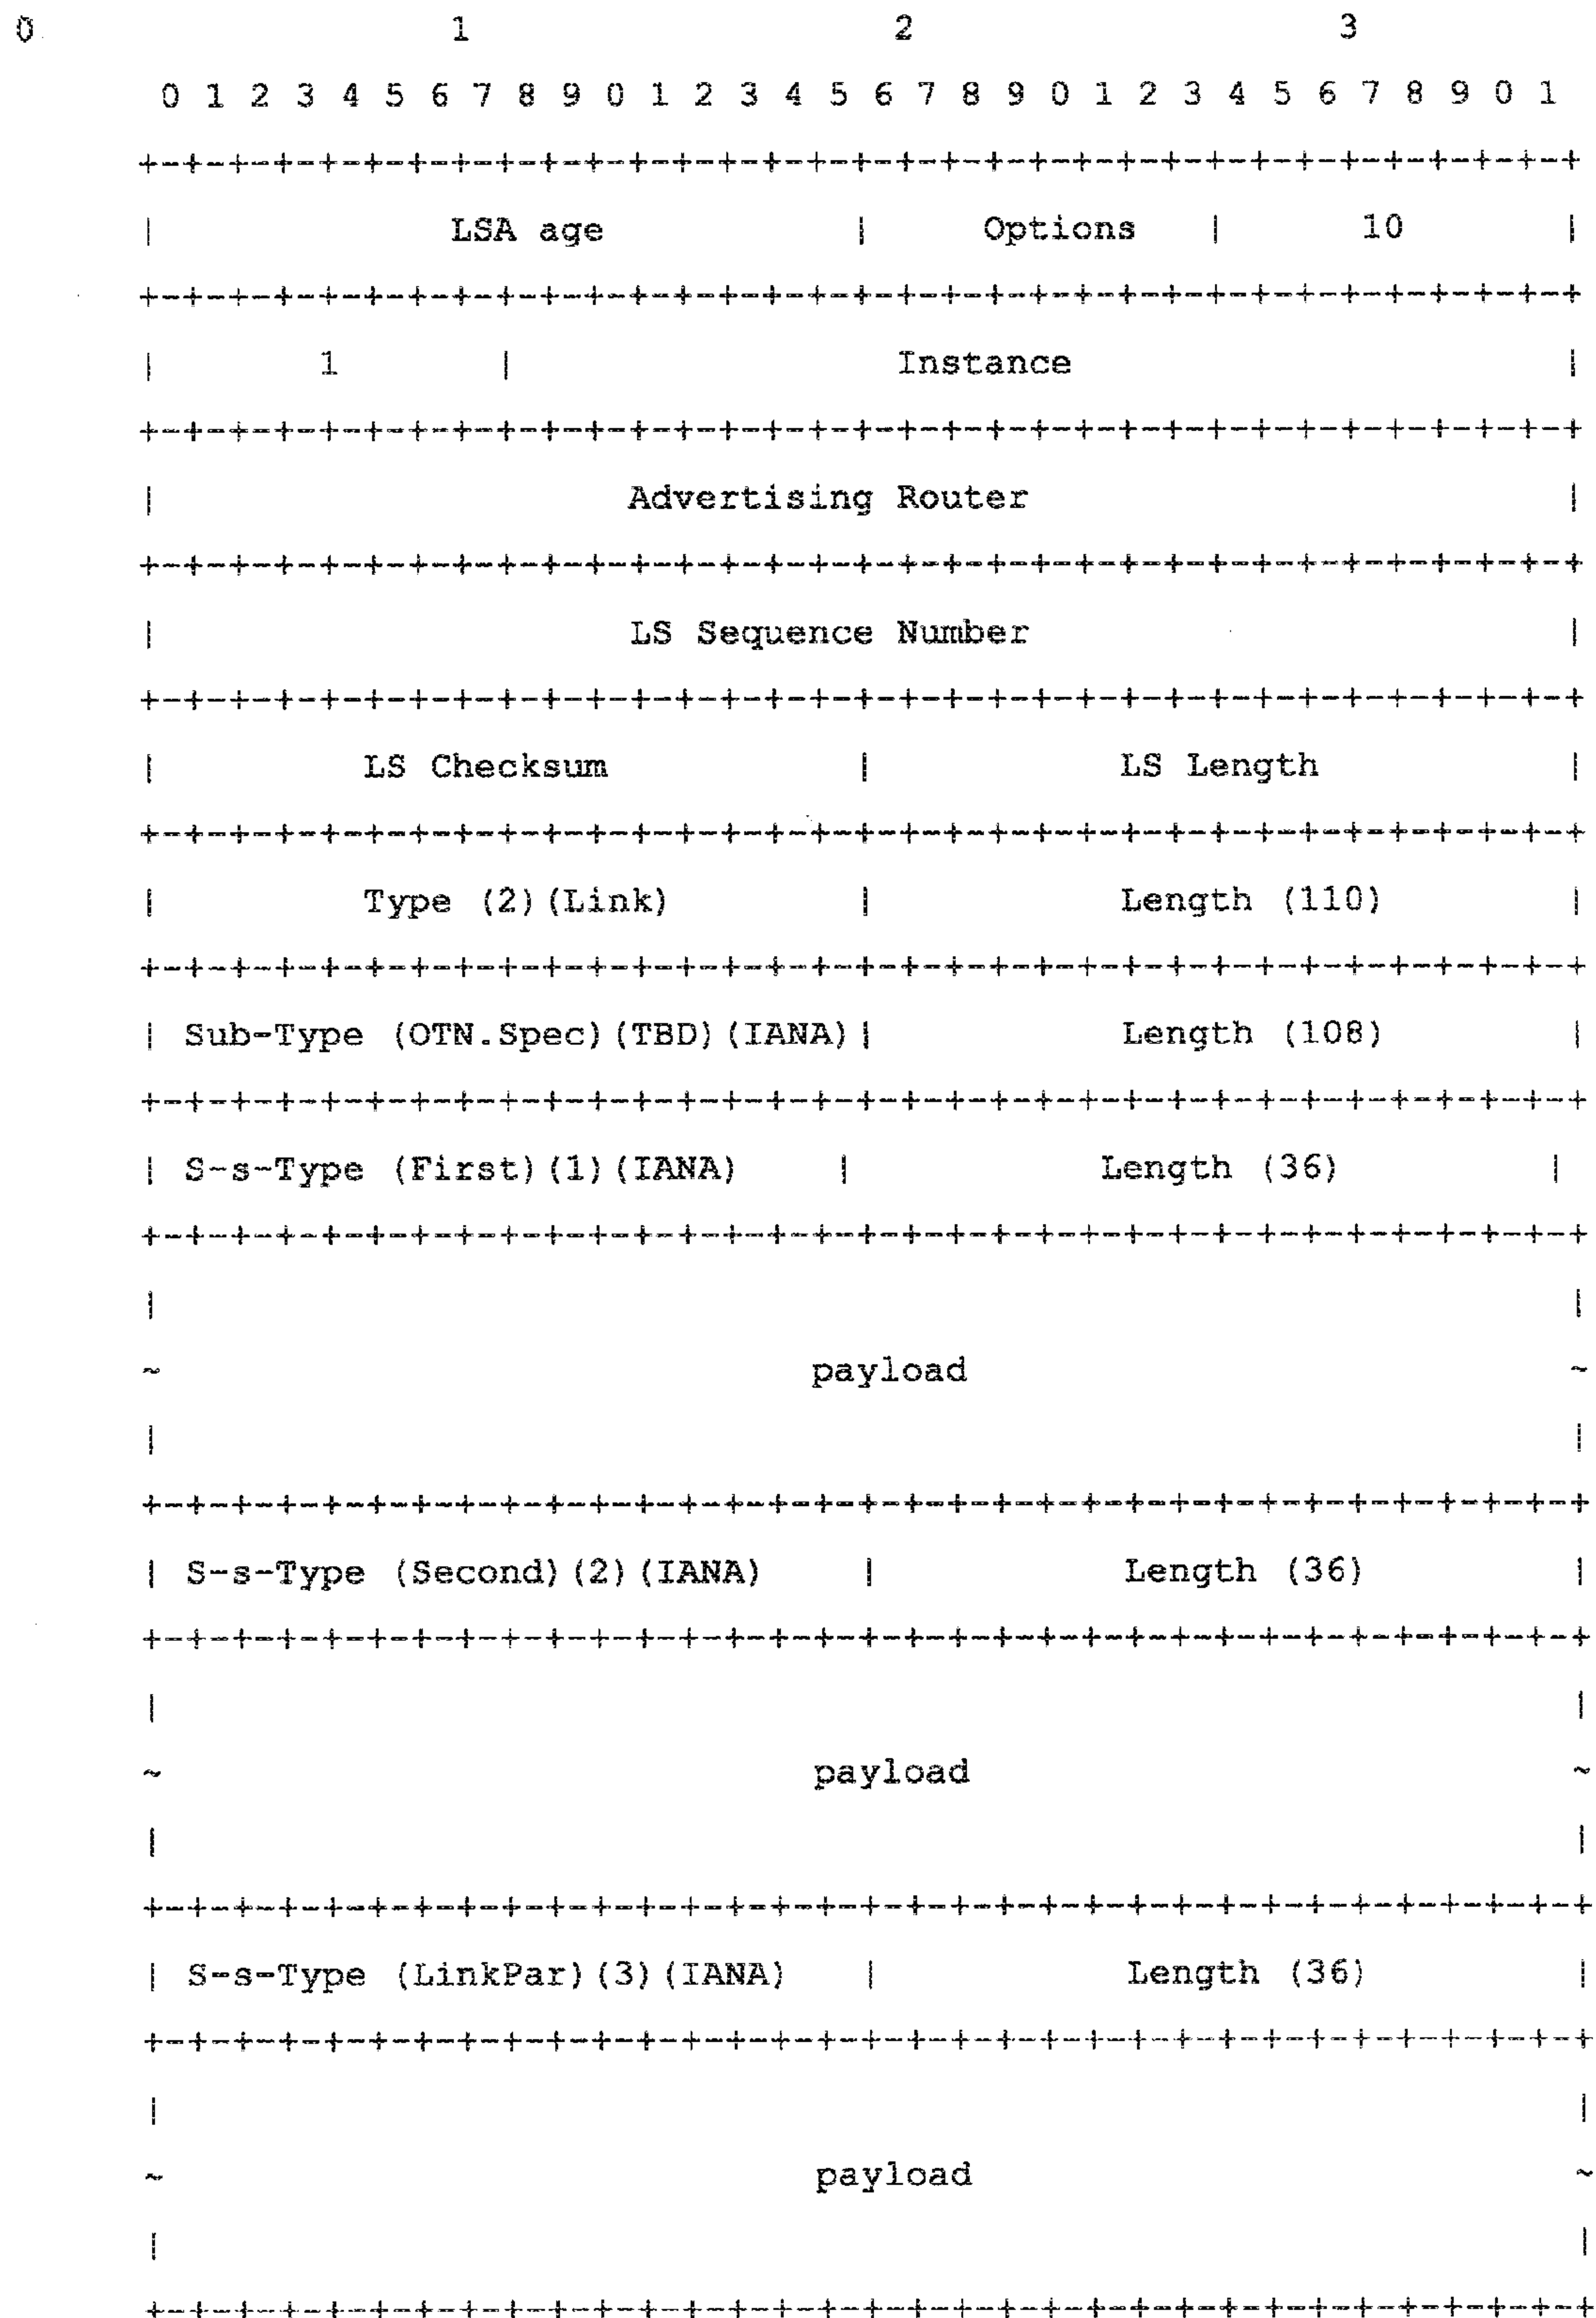 0 1 2 3
0 1 2 3 4 5 6 7 8 9 0 1 2 3 4 5 6 7 8 9 0 1 2 3 4 5 6 7 8 9 0 1
+-+-+-+-+-+-+-+-+-+-+-+-+-+-+-+-+-+-+-+-+-+-+-+-+-+-+-+-+-+-+-+-+
| LSA age | Options | 10 |
+-+-+-+-+-+-+-+-+-+-+-+-+-+-+-+-+-+-+-+-+-+-+-+-+-+-+-+-+-+-+-+-+
| 1 | Instance |
+-+-+-+-+-+-+-+-+-+-+-+-+-+-+-+-+-+-+-+-+-+-+-+-+-+-+-+-+-+-+-+-+
| Advertising Router |
+-+-+-+-+-+-+-+-+-+-+-+-+-+-+-+-+-+-+-+-+-+-+-+-+-+-+-+-+-+-+-+-+
| LS Sequence Number |
+-+-+-+-+-+-+-+-+-+-+-+-+-+-+-+-+-+-+-+-+-+-+-+-+-+-+-+-+-+-+-+-+
| LS Checksum | LS Length |
+-+-+-+-+-+-+-+-+-+-+-+-+-+-+-+-+-+-+-+-+-+-+-+-+-+-+-+-+-+-+-+-+
| Type (2)(Link) | Length (110) |
+-+-+-+-+-+-+-+-+-+-+-+-+-+-+-+-+-+-+-+-+-+-+-+-+-+-+-+-+-+-+-+-+
| Sub-Type (OTN.Spec)(TBD)(IANA)| Length (108) |
+-+-+-+-+-+-+-+-+-+-+-+-+-+-+-+-+-+-+-+-+-+-+-+-+-+-+-+-+-+-+-+-+
| S-s-Type (First)(1)(IANA) | Length (36) |
+-+-+-+-+-+-+-+-+-+-+-+-+-+-+-+-+-+-+-+-+-+-+-+-+-+-+-+-+-+-+-+-+
| |
~ payload ~
| |
+-+-+-+-+-+-+-+-+-+-+-+-+-+-+-+-+-+-+-+-+-+-+-+-+-+-+-+-+-+-+-+-+
| S-s-Type (Second)(2)(IANA) | Length (36) |
+-+-+-+-+-+-+-+-+-+-+-+-+-+-+-+-+-+-+-+-+-+-+-+-+-+-+-+-+-+-+-+-+
| |
~ payload ~
| |
+-+-+-+-+-+-+-+-+-+-+-+-+-+-+-+-+-+-+-+-+-+-+-+-+-+-+-+-+-+-+-+-+
| S-s-Type (LinkPar)(3)(IANA) | Length (36) |
+-+-+-+-+-+-+-+-+-+-+-+-+-+-+-+-+-+-+-+-+-+-+-+-+-+-+-+-+-+-+-+-+
| |
~ payload ~
| |
+-+-+-+-+-+-+-+-+-+-+-+-+-+-+-+-+-+-+-+-+-+-+-+-+-+-+-+-+-+-+-+-+